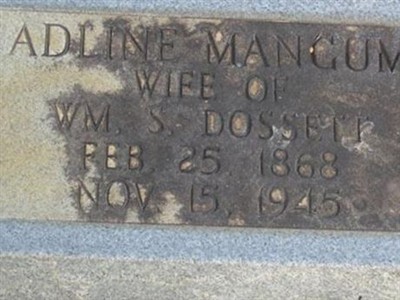 ADLINE MANGUM
WIFE OF
WM. S. DOSSETT
FEB. 25, 1868
NOV. 15, 1945